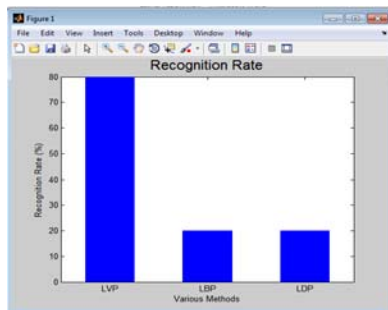 Figure 1
File Edit View Insert Tools Desktop Window Help
Recognition Rate
80
70
60
50
40
30
20
10
0
Recognition Rate (%)
LVP LBP LDP
Various Methods